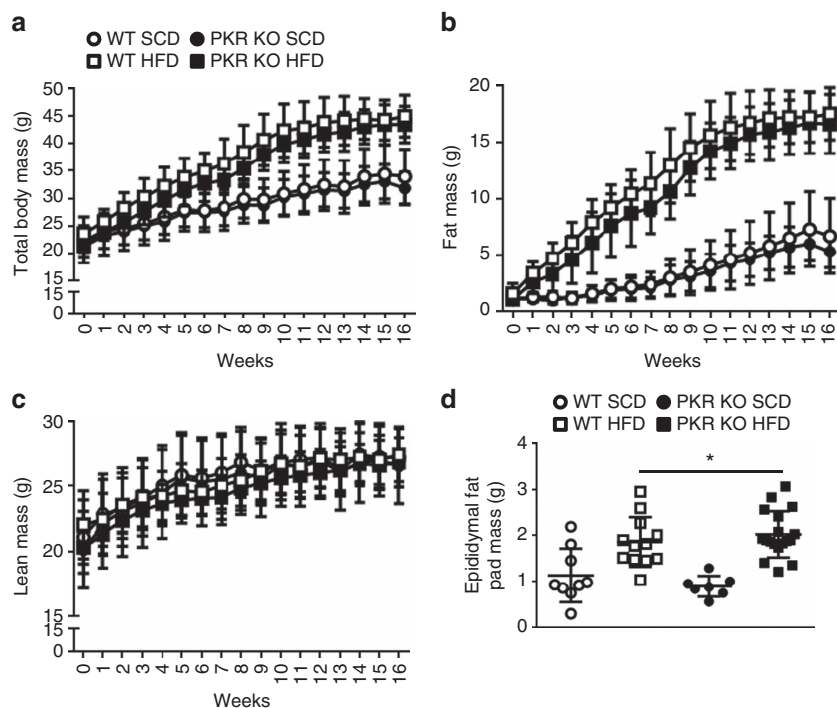 a
WT SCD PKR KO SCD
WT HFD PKR KO HFD
Total body mass (g)
50
45
40
35
30
25
20
15
15
0
0 1 2 3 4 5 6 7 8 9 10 11 12 13 14 15 16
Weeks
b
Fat mass (g)
20
15
10
5
0
0 1 2 3 4 5 6 7 8 9 10 11 12 13 14 15 16
Weeks
c
Lean mass (g)
30
25
20
15
15
0
0 1 2 3 4 5 6 7 8 9 10 11 12 13 14 15 16
Weeks
d
WT SCD PKR KO SCD
WT HFD PKR KO HFD
Epididymal fat
pad mass (g)
4
3
2
1
0
*